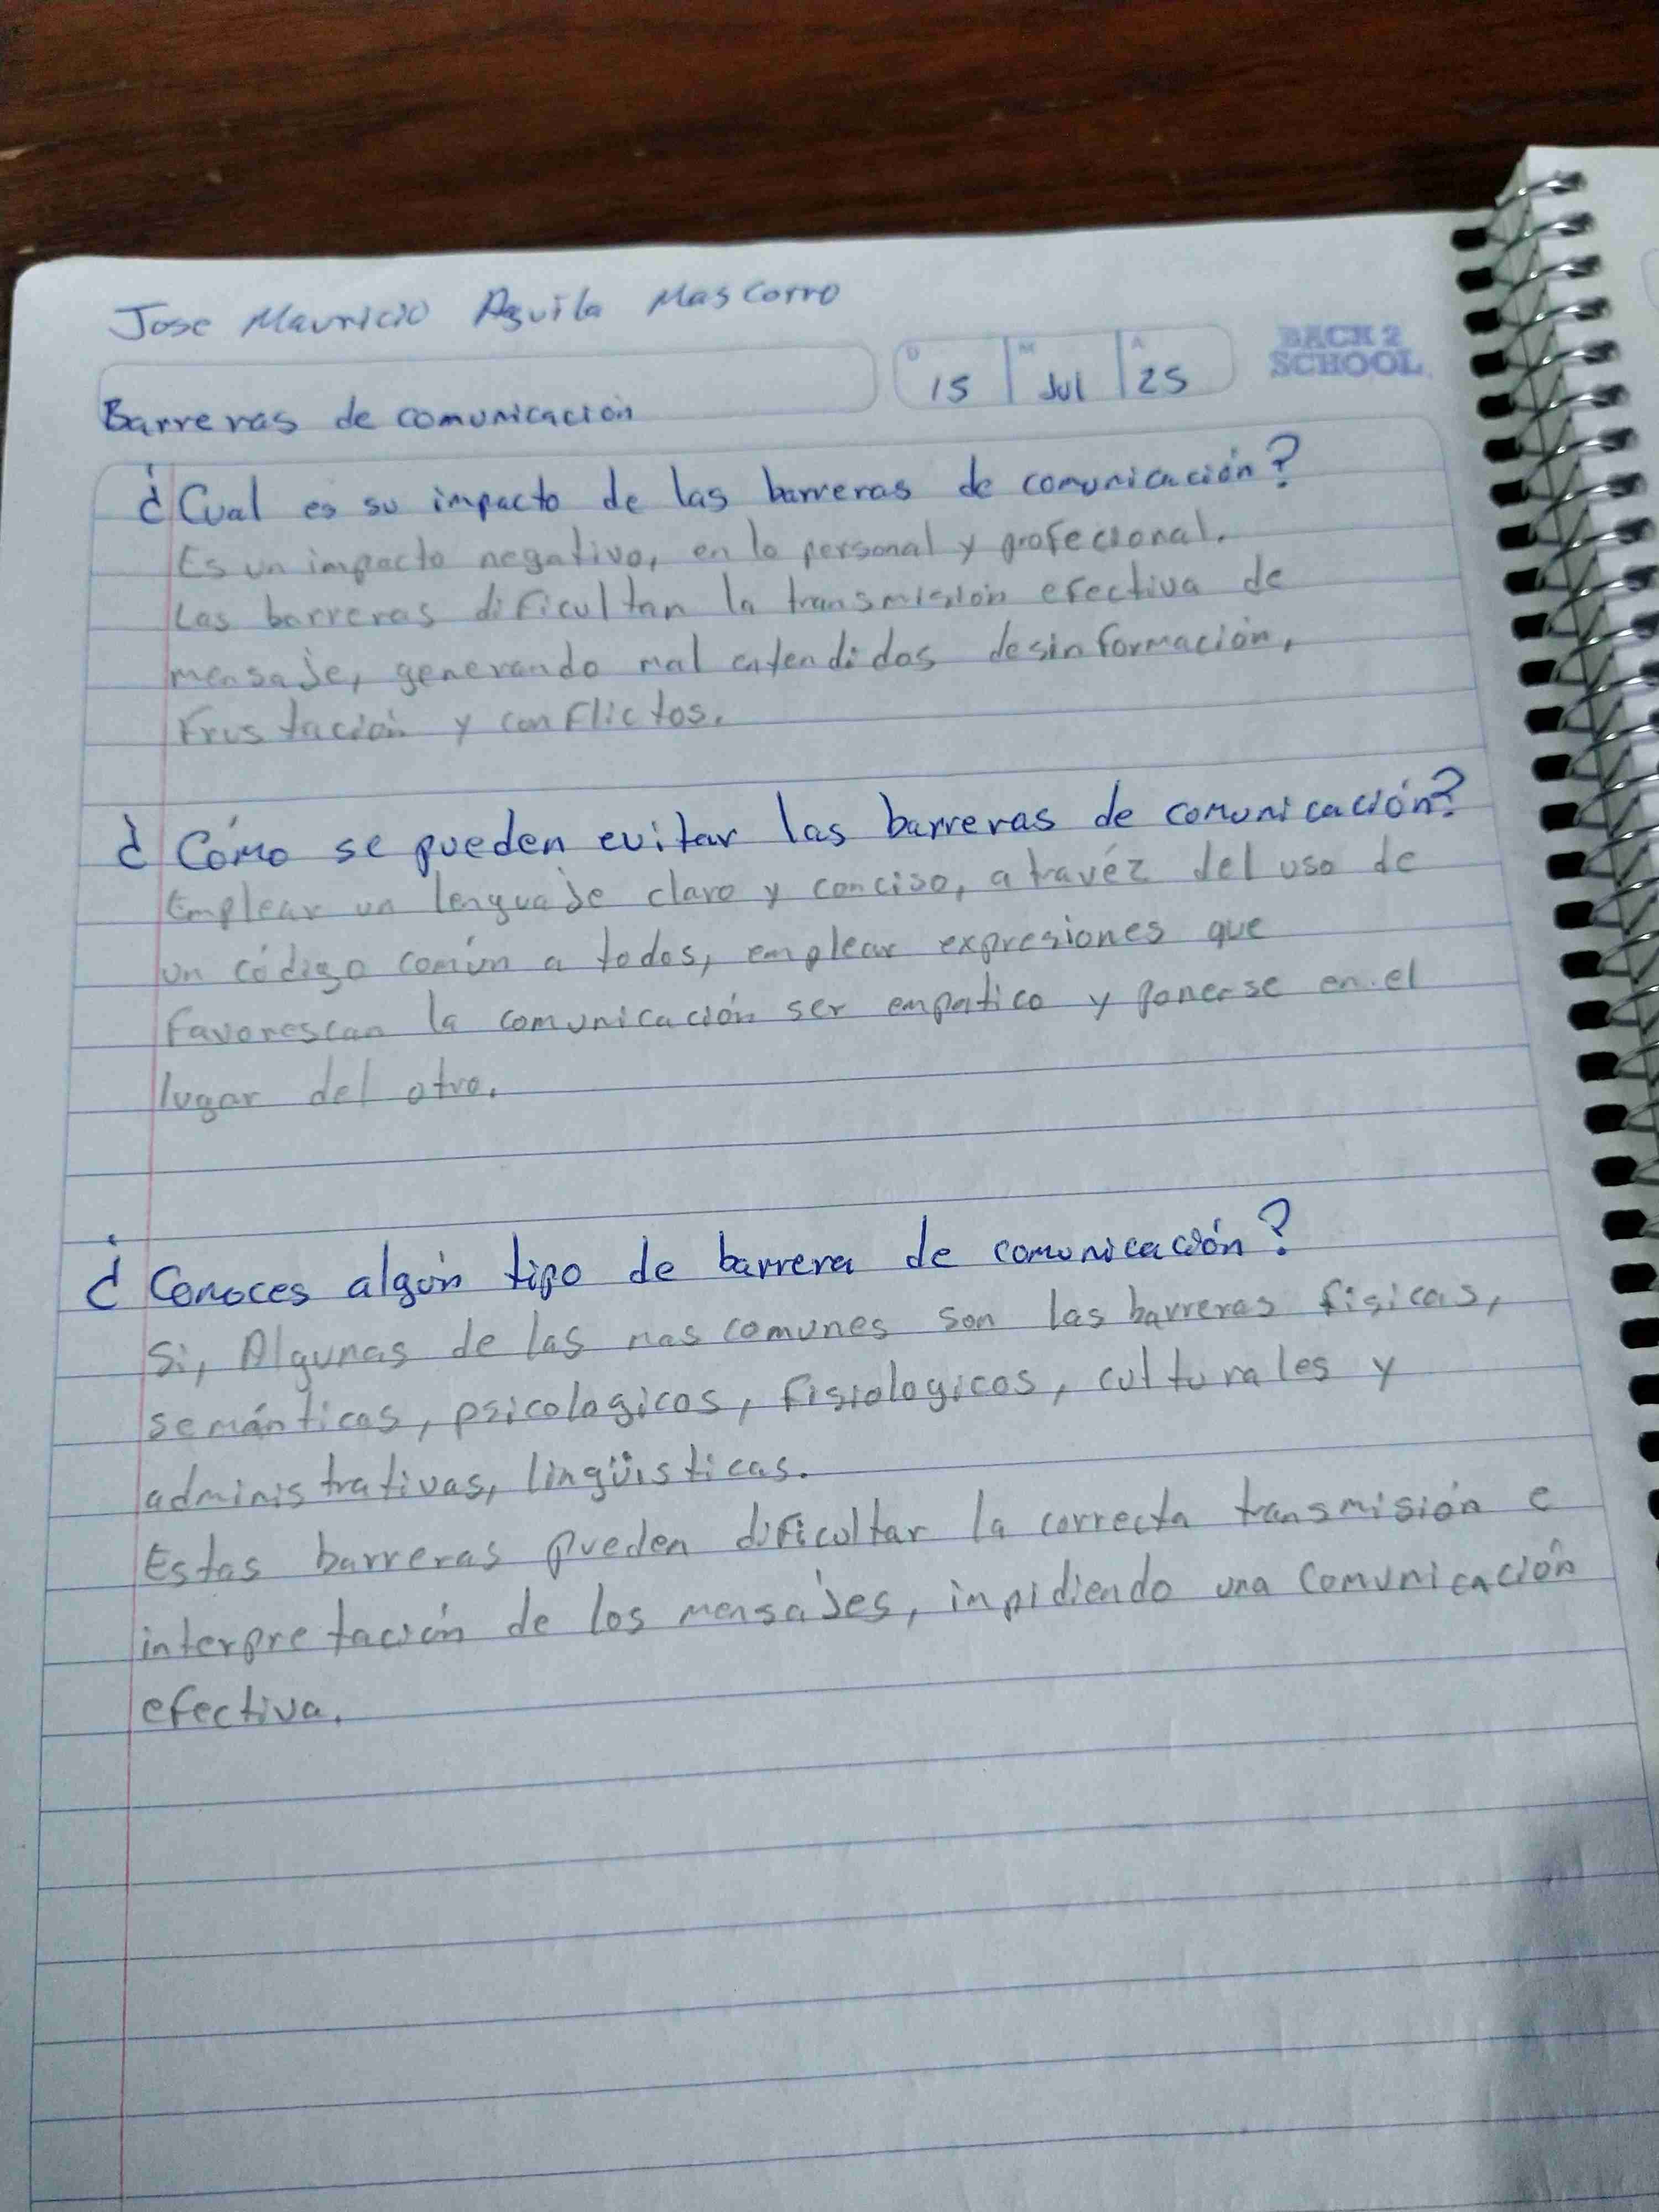 Jose Mauricio Aguila Mascorro
BACK 2
SCHOOL
D 15 M Jul A 25
Barreras de comunicación
¿Cual es su impacto de las barreras de comunicación?
Es un impacto negativo, en lo personal y profecional.
Las barreras dificultan la transmisión efectiva de
mensaje, generando mal entendidos desinformación,
frustación y conflictos.
¿Cómo se pueden evitar las barreras de comunicación?
Emplear un lenguaje claro y conciso, a travéz del uso de
un código común a todos, emplear expresiones que
favorescan la comunicación ser empatico y ponerse en el
lugar del otro.
¿Conoces algún tipo de barrera de comunicación?
Si, Algunas de las mas comunes son las barreras fisicas,
semánticas, psicologicos, fisiologicos, culturales y
administrativas, lingüisticas.
Estas barreras pueden dificultar la correcta transmisión e
interpretación de los mensajes, inpidiendo una comunicación
efectiva.